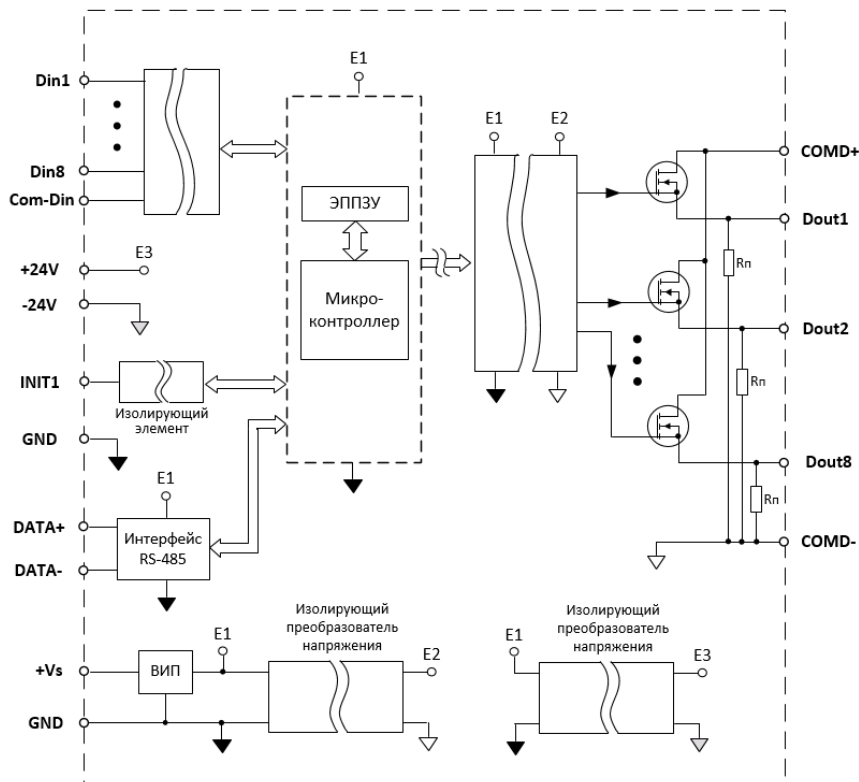 Din1
Din8
Com-Din
+24V
E3
-24V
INIT1
Изолирующий
элемент
GND
E1
DATA+
DATA-
Интерфейс
RS-485
E1
ЭППЗУ
Микро-
контроллер
E1
E2
COMD+
Dout1
Rп
Dout2
Rп
Dout8
Rп
COMD-
+Vs
GND
ВИП
E1
Изолирующий
преобразователь
напряжения
E2
E1
Изолирующий
преобразователь
напряжения
E3